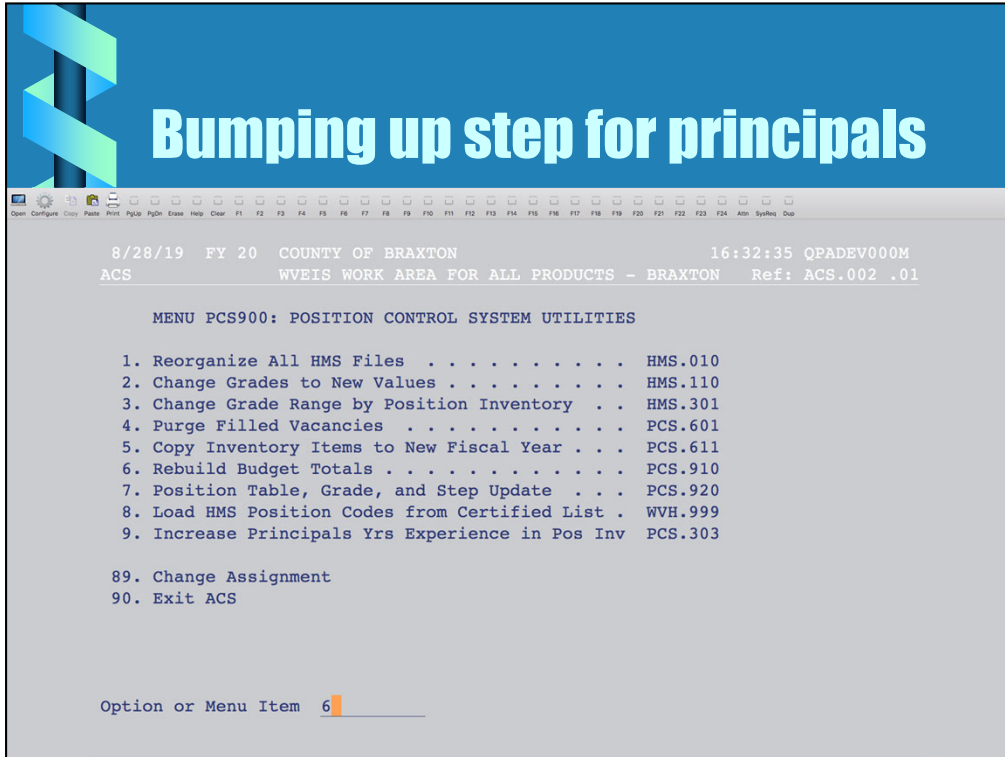 Bumping up step for principals
Open Configure Copy Paste Print PgUp PgDn Erase Help Clear F1 F2 F3 F4 F5 F6 F7 F8 F9 F10 F11 F12 F13 F14 F15 F16 F17 F18 F19 F20 F21 F22 F23 F24 Attn SysReq Dup
8/28/19 FY 20 COUNTY OF BRAXTON 16:32:35 QPADEV000M
ACS WVEIS WORK AREA FOR ALL PRODUCTS - BRAXTON Ref: ACS.002 .01
MENU PCS900: POSITION CONTROL SYSTEM UTILITIES
1. Reorganize All HMS Files . . . . . . . . . . HMS.010
2. Change Grades to New Values . . . . . . . . . HMS.110
3. Change Grade Range by Position Inventory . . HMS.301
4. Purge Filled Vacancies . . . . . . . . . . . PCS.601
5. Copy Inventory Items to New Fiscal Year . . . PCS.611
6. Rebuild Budget Totals . . . . . . . . . . . . PCS.910
7. Position Table, Grade, and Step Update . . . PCS.920
8. Load HMS Position Codes from Certified List . WVH.999
9. Increase Principals Yrs Experience in Pos Inv PCS.303
89. Change Assignment
90. Exit ACS
Option or Menu Item 6